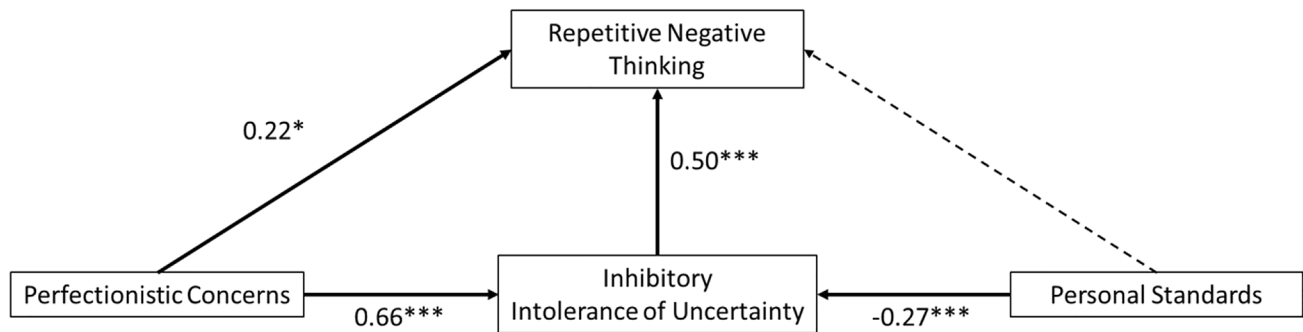 Repetitive Negative
Thinking
0.22*
0.50***
Perfectionistic Concerns
Inhibitory
Intolerance of Uncertainty
Personal Standards
0.66***
-0.27***